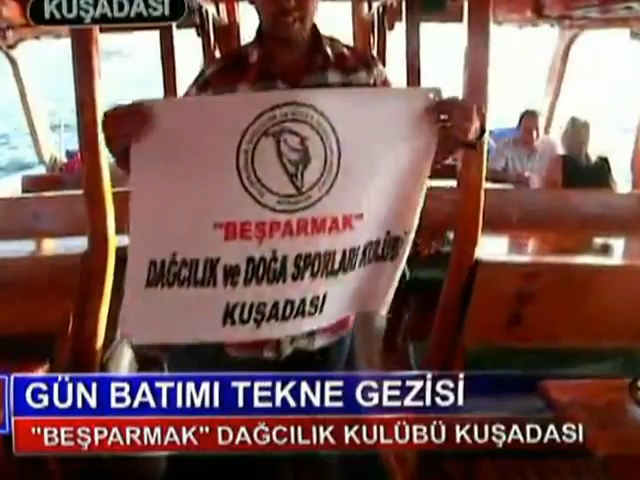 KUŞADASI
"BEŞPARMAK"
DAĞCILIK ve DOĞA SPORLARI KULÜBÜ
KUŞADASI
GÜN BATIMI TEKNE GEZİSİ
"BEŞPARMAK" DAĞCILIK KULÜBÜ KUŞADASI